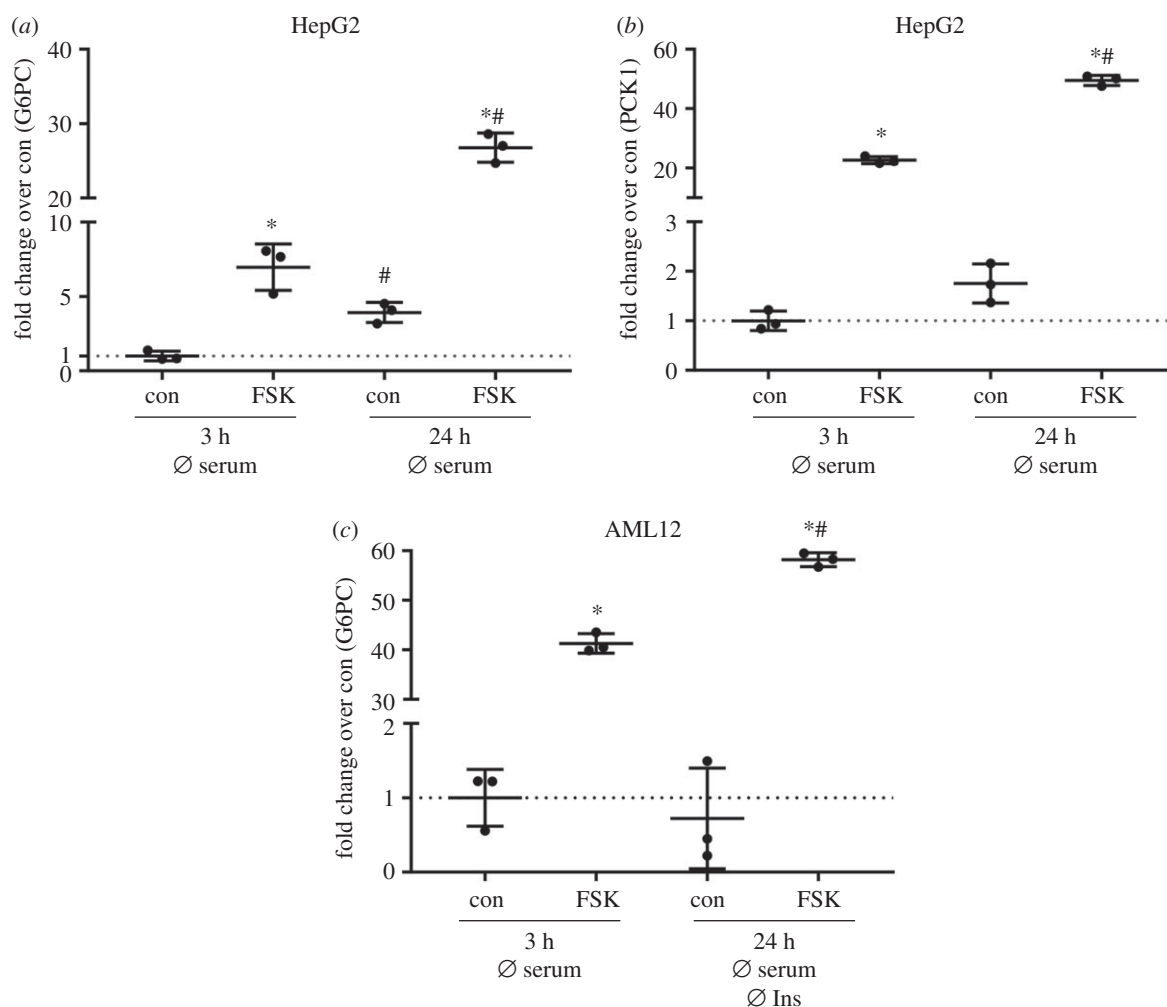 (a)
HepG2
fold change over con (G6PC)
40
30
20
10
5
1
0
*
#
*#
con FSK con FSK
3 h 24 h
∅ serum ∅ serum
(b)
HepG2
fold change over con (PCK1)
60
40
20
3
2
1
0
*
*#
con FSK con FSK
3 h 24 h
∅ serum ∅ serum
(c)
AML12
fold change over con (G6PC)
60
50
40
30
2
1
0
*
*#
con FSK con FSK
3 h 24 h
∅ serum ∅ serum
∅ Ins